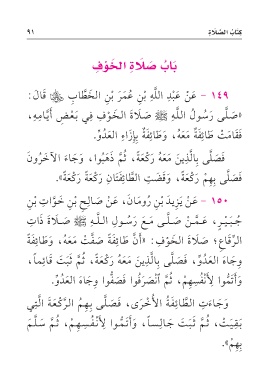 كِتَابُ الصَّلَاةِ ٩١
بَابُ صَلَاةِ الخَوْفِ
١٤٩ - عَنْ عَبْدِ اللَّهِ بْنِ عُمَرَ بْنِ الخَطَّابِ ﷺ قَالَ:
«صَلَّى رَسُولُ اللَّهِ ﷺ صَلَاةَ الخَوْفِ فِي بَعْضِ أَيَّامِهِ،
فَقَامَتْ طَائِفَةٌ مَعَهُ، وَطَائِفَةٌ بِإِزَاءِ العَدُوِّ.
فَصَلَّى بِالَّذِينَ مَعَهُ رَكْعَةً، ثُمَّ ذَهَبُوا، وَجَاءَ الآخَرُونَ
فَصَلَّى بِهِمْ رَكْعَةً، وَقَضَتِ الطَّائِفَتَانِ رَكْعَةً رَكْعَةً».
١٥٠ - عَنْ يَزِيدَ بْنِ رُومَانَ، عَنْ صَالِحِ بْنِ خَوَّاتِ بْنِ
جُبَيْرٍ، عَمَّنْ صَلَّى مَعَ رَسُولِ اللَّهِ ﷺ صَلَاةَ ذَاتِ
الرِّقَاعِ؛ صَلَاةَ الخَوْفِ: «أَنَّ طَائِفَةً صَفَّتْ مَعَهُ، وَطَائِفَةً
وِجَاهَ العَدُوِّ، فَصَلَّى بِالَّذِينَ مَعَهُ رَكْعَةً، ثُمَّ ثَبَتَ قَائِماً،
وَأَتَمُّوا لِأَنْفُسِهِمْ، ثُمَّ ٱنْصَرَفُوا فَصَفُّوا وِجَاهَ العَدُوِّ.
وَجَاءَتِ الطَّائِفَةُ الأُخْرَى، فَصَلَّى بِهِمُ الرَّكْعَةَ الَّتِي
بَقِيَتْ، ثُمَّ ثَبَتَ جَالِساً، وَأَتَمُّوا لِأَنْفُسِهِمْ، ثُمَّ سَلَّمَ
بِهِمْ».